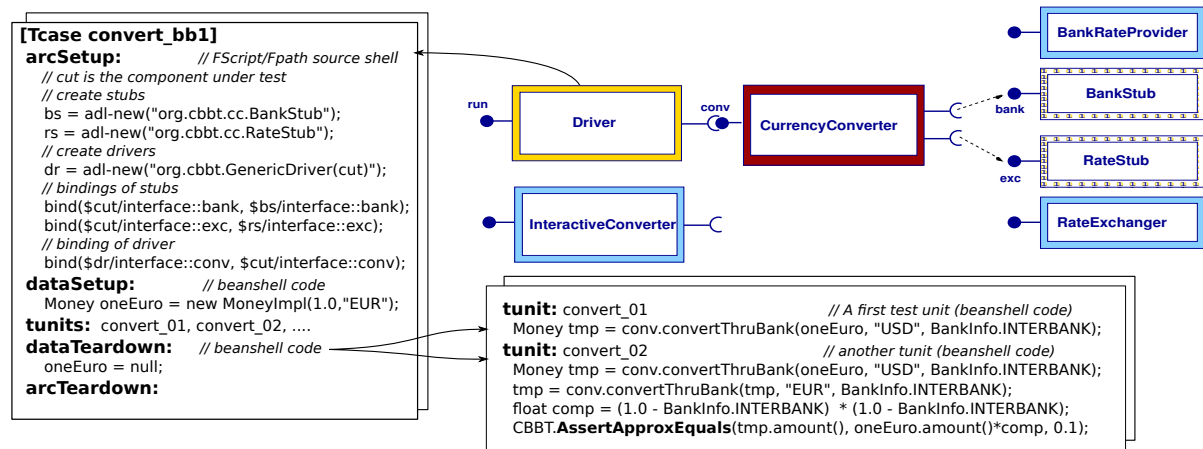 [Tcase convert_bb1]
arcSetup: // FScript/Fpath source shell
// cut is the component under test
// create stubs
bs = adl-new("org.cbbt.cc.BankStub");
rs = adl-new("org.cbbt.cc.RateStub");
// create drivers
dr = adl-new("org.cbbt.GenericDriver(cut)");
// bindings of stubs
bind($cut/interface::bank, $bs/interface::bank);
bind($cut/interface::exc, $rs/interface::exc);
// binding of driver
bind($dr/interface::conv, $cut/interface::conv);
dataSetup: // beanshell code
Money oneEuro = new MoneyImpl(1.0,"EUR");
tunits: convert_01, convert_02, ....
dataTeardown: // beanshell code
oneEuro = null;
arcTeardown:
run
Driver
conv
CurrencyConverter
bank
exc
BankRateProvider
BankStub
RateStub
RateExchanger
InteractiveConverter
tunit: convert_01 // A first test unit (beanshell code)
Money tmp = conv.convertThruBank(oneEuro, "USD", BankInfo.INTERBANK);
tunit: convert_02 // another tunit (beanshell code)
Money tmp = conv.convertThruBank(oneEuro, "USD", BankInfo.INTERBANK);
tmp = conv.convertThruBank(tmp, "EUR", BankInfo.INTERBANK);
float comp = (1.0 - BankInfo.INTERBANK) * (1.0 - BankInfo.INTERBANK);
CBBT.AssertApproxEquals(tmp.amount(), oneEuro.amount()*comp, 0.1);